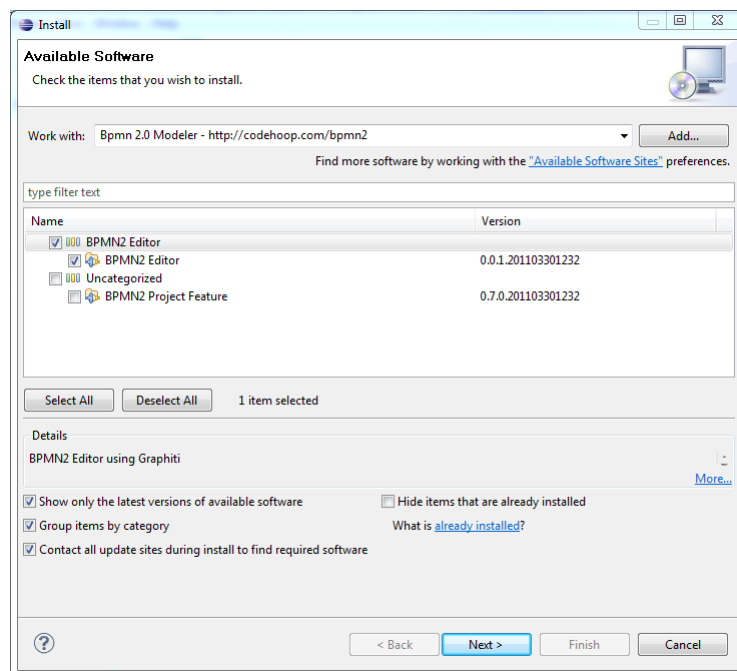 Install
Available Software
Check the items that you wish to install.
Work with: Bpmn 2.0 Modeler - http://codehoop.com/bpmn2 Add...
Find more software by working with the "Available Software Sites" preferences.
type filter text
Name Version
BPMN2 Editor
BPMN2 Editor 0.0.1.201103301232
Uncategorized
BPMN2 Project Feature 0.7.0.201103301232
Select All Deselect All 1 item selected
Details
BPMN2 Editor using Graphiti
More...
Show only the latest versions of available software Hide items that are already installed
Group items by category What is already installed?
Contact all update sites during install to find required software
? < Back Next > Finish Cancel